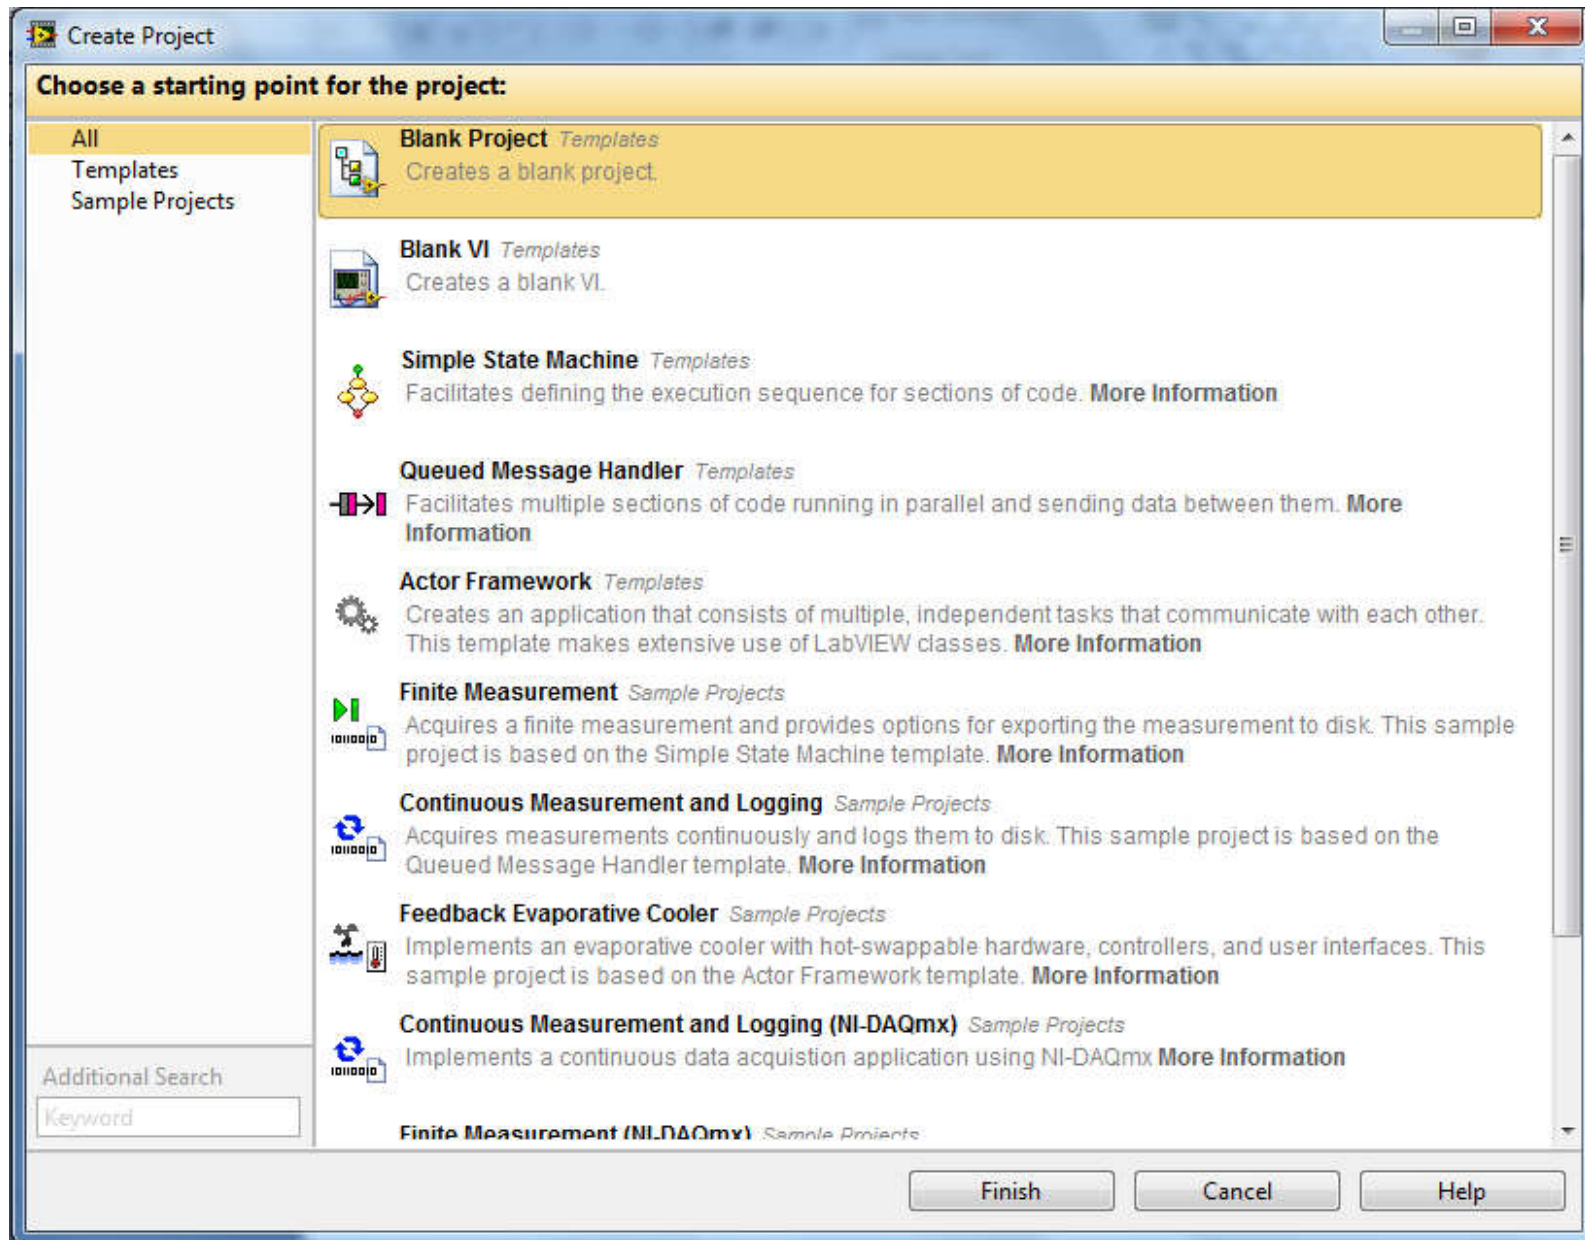 Create Project
Choose a starting point for the project:
All
Templates
Sample Projects
Blank Project Templates
Creates a blank project.
Blank VI Templates
Creates a blank VI.
Simple State Machine Templates
Facilitates defining the execution sequence for sections of code. More Information
Queued Message Handler Templates
Facilitates multiple sections of code running in parallel and sending data between them. More
Information
Actor Framework Templates
Creates an application that consists of multiple, independent tasks that communicate with each other.
This template makes extensive use of LabVIEW classes. More Information
Finite Measurement Sample Projects
Acquires a finite measurement and provides options for exporting the measurement to disk. This sample
project is based on the Simple State Machine template. More Information
Continuous Measurement and Logging Sample Projects
Acquires measurements continuously and logs them to disk. This sample project is based on the
Queued Message Handler template. More Information
Feedback Evaporative Cooler Sample Projects
Implements an evaporative cooler with hot-swappable hardware, controllers, and user interfaces. This
sample project is based on the Actor Framework template. More Information
Continuous Measurement and Logging (NI-DAQmx) Sample Projects
Implements a continuous data acquistion application using NI-DAQmx More Information
Finite Measurement (NI-DAQmx) Sample Projects
Additional Search
Keyword
Finish
Cancel
Help